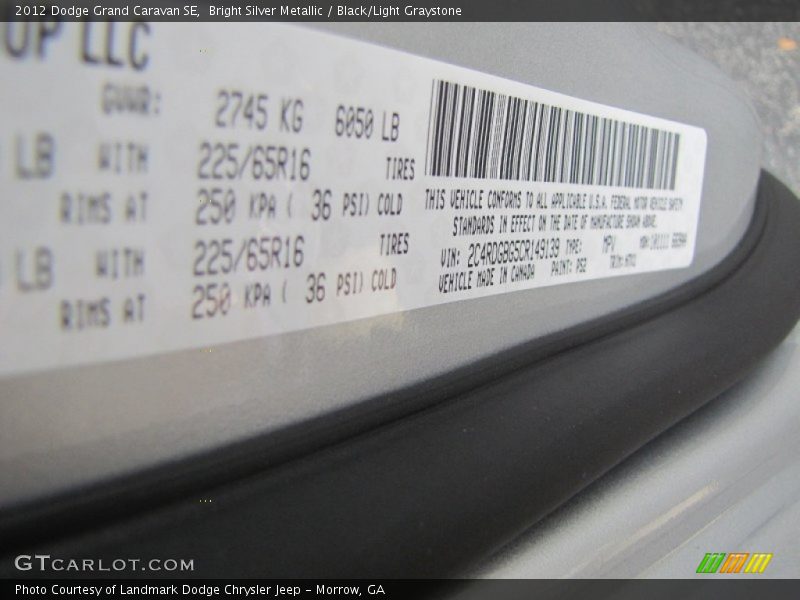 2012 Dodge Grand Caravan SE, Bright Silver Metallic / Black/Light Graystone
UP LLC
GVWR: 2745 KG 6050 LB
LB WITH 225/65R16 TIRES
RIMS AT 250 KPA ( 36 PSI) COLD
LB WITH 225/65R16 TIRES
RIMS AT 250 KPA ( 36 PSI) COLD
THIS VEHICLE CONFORMS TO ALL APPLICABLE U.S.A. FEDERAL MOTOR VEHICLE SAFETY
STANDARDS IN EFFECT ON THE DATE OF MANUFACTURE SHOWN ABOVE.
VIN: 2C4RDGBG5CR149139 TYPE: MPV
VEHICLE MADE IN CANADA PAINT: PS2
GTCARLOT.COM
Photo Courtesy of Landmark Dodge Chrysler Jeep - Morrow, GA